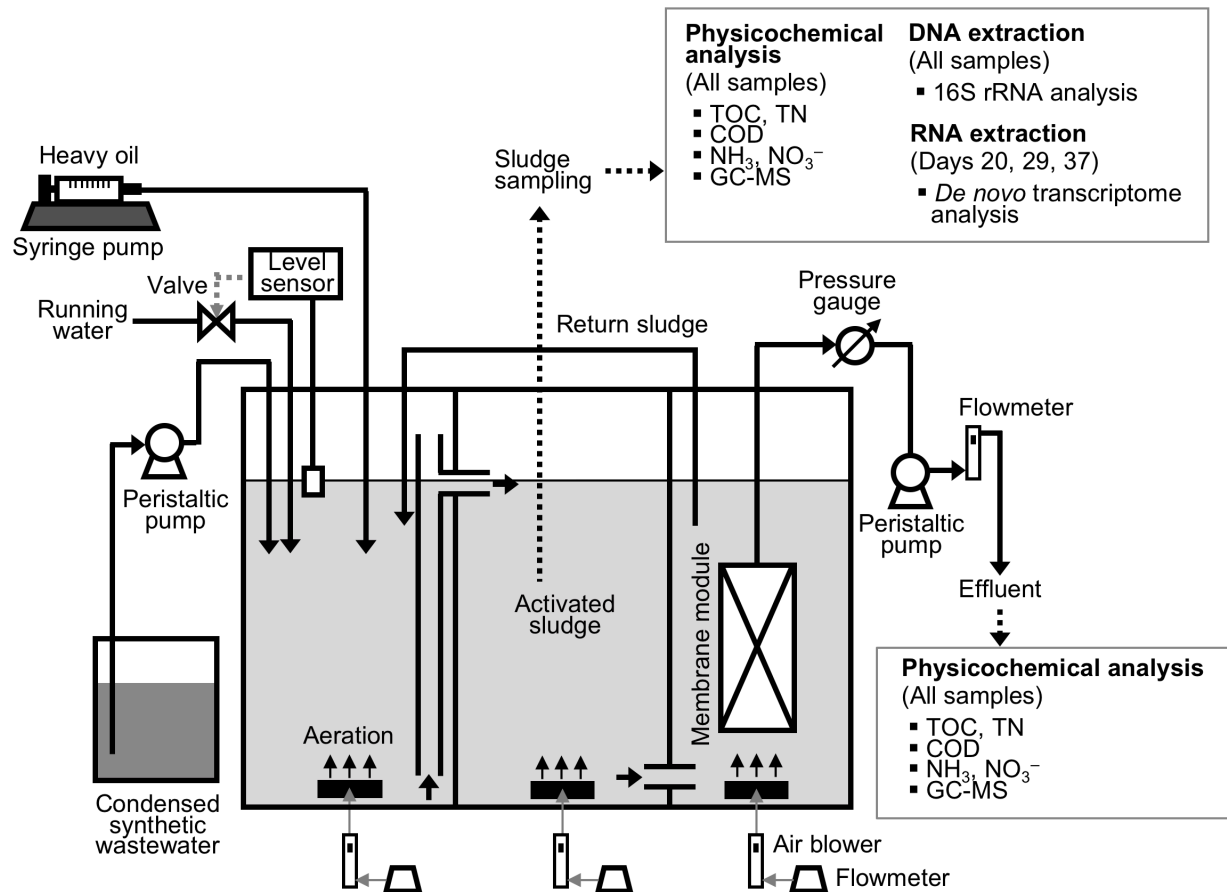 Physicochemical
analysis
(All samples)
▪ TOC, TN
▪ COD
▪ NH₃, NO₃⁻
▪ GC-MS
DNA extraction
(All samples)
▪ 16S rRNA analysis
RNA extraction
(Days 20, 29, 37)
▪ De novo transcriptome
analysis
Heavy oil
Syringe pump
Sludge
sampling
Level
sensor
Valve
Running
water
Return sludge
Pressure
gauge
Flowmeter
Peristaltic
pump
Peristaltic
pump
Membrane module
Activated
sludge
Effluent
Aeration
Condensed
synthetic
wastewater
Physicochemical analysis
(All samples)
▪ TOC, TN
▪ COD
▪ NH₃, NO₃⁻
▪ GC-MS
Air blower
Flowmeter